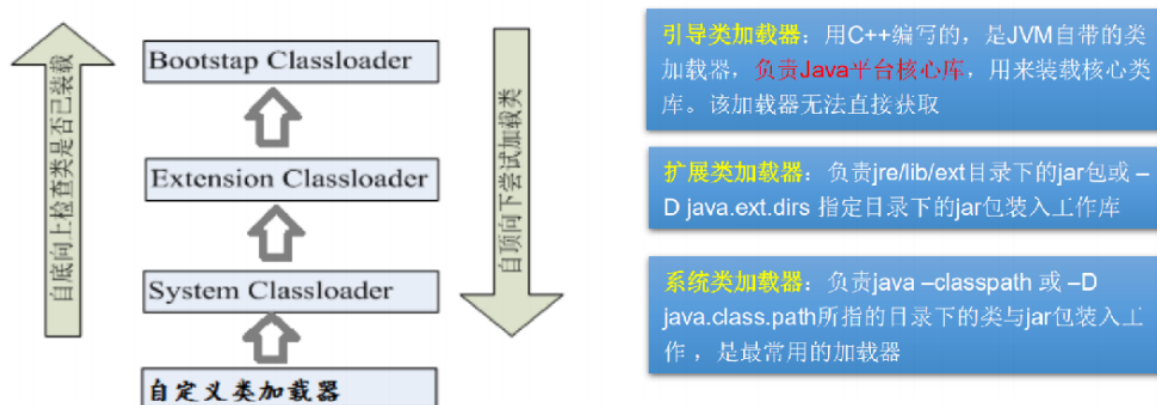 自底向上检查类是否已装载
Bootstap Classloader
Extension Classloader
System Classloader
自定义类加载器
自顶向下尝试加载类
引导类加载器：用C++编写的，是JVM自带的类
加载器，负责Java平台核心库，用来装载核心类
库。该加载器无法直接获取
扩展类加载器：负责jre/lib/ext目录下的jar包或 –
D java.ext.dirs 指定目录下的jar包装入工作库
系统类加载器：负责java –classpath 或 –D
java.class.path所指的目录下的类与jar包装入工
作 ，是最常用的加载器